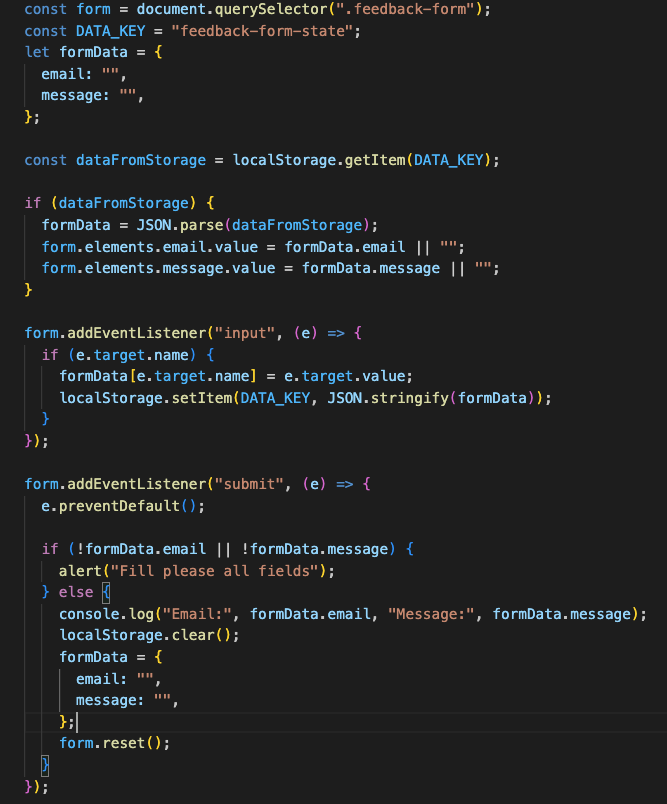 const form = document.querySelector(".feedback-form");
const DATA_KEY = "feedback-form-state";
let formData = {
  email: "",
  message: "",
};

const dataFromStorage = localStorage.getItem(DATA_KEY);

if (dataFromStorage) {
  formData = JSON.parse(dataFromStorage);
  form.elements.email.value = formData.email || "";
  form.elements.message.value = formData.message || "";
}

form.addEventListener("input", (e) => {
  if (e.target.name) {
    formData[e.target.name] = e.target.value;
    localStorage.setItem(DATA_KEY, JSON.stringify(formData));
  }
});

form.addEventListener("submit", (e) => {
  e.preventDefault();

  if (!formData.email || !formData.message) {
    alert("Fill please all fields");
  } else {
    console.log("Email:", formData.email, "Message:", formData.message);
    localStorage.clear();
    formData = {
      email: "",
      message: "",
    };
    form.reset();
  }
});